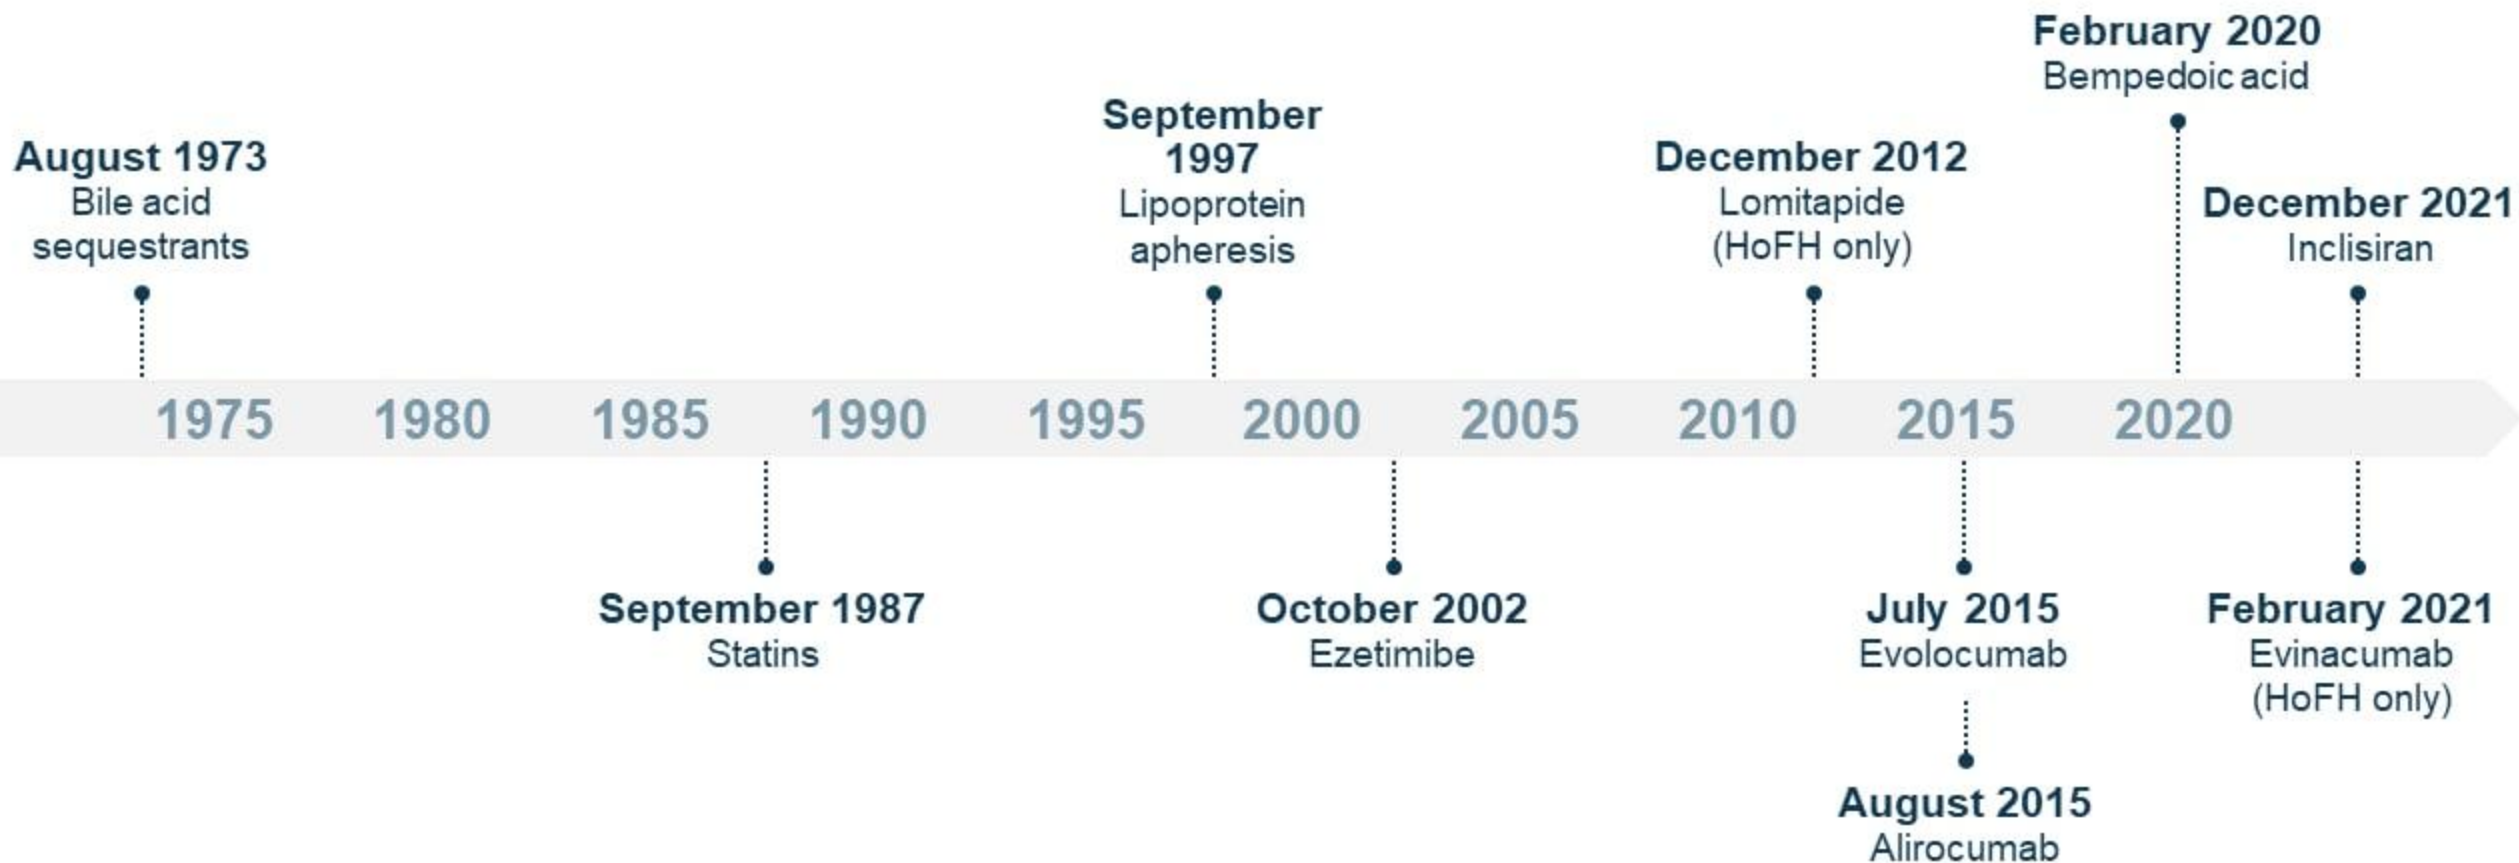 February 2020
Bempedoic acid
September
1997
Lipoprotein
apheresis
August 1973
Bile acid
sequestrants
December 2012
Lomitapide
(HoFH only)
December 2021
Inclisiran
1975 1980 1985 1990 1995 2000 2005 2010 2015 2020
September 1987
Statins
October 2002
Ezetimibe
July 2015
Evolocumab
February 2021
Evinacumab
(HoFH only)
August 2015
Alirocumab